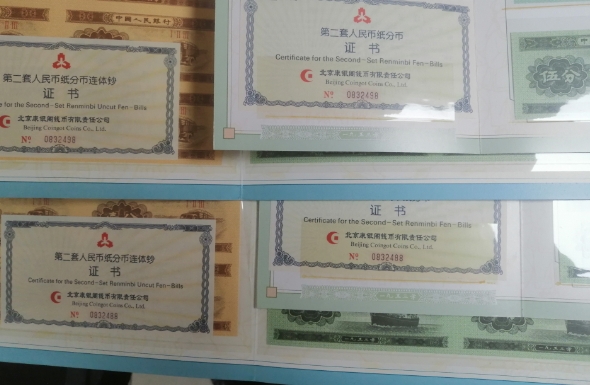 中国人民银行
第二套人民币纸分币连体钞
证书
e for the Second-Set Renminbi Uncut Fen-Bills
北京康银阁钱币有限责任公司
Beijing Coingot Coins Co., Ltd.
№ 0832498
第二套人民币纸分币
证书
Certificate for the Second-Set Renminbi Fen-Bills
北京康银阁钱币有限责任公司
Beijing Coingot Coins Co., Ltd.
№ 0832498
伍分
第二套人民币纸分币连体钞
证书
Certificate for the Second-Set Renminbi Uncut Fen-Bills
北京康银阁钱币有限责任公司
Beijing Coingot Coins Co., Ltd.
№ 0832488
证书
Certificate for the Second-Set Renminbi Fen-Bills
北京康银阁钱币有限责任公司
Beijing Coingot Coins Co., Ltd.
№ 0832488
一九五三年